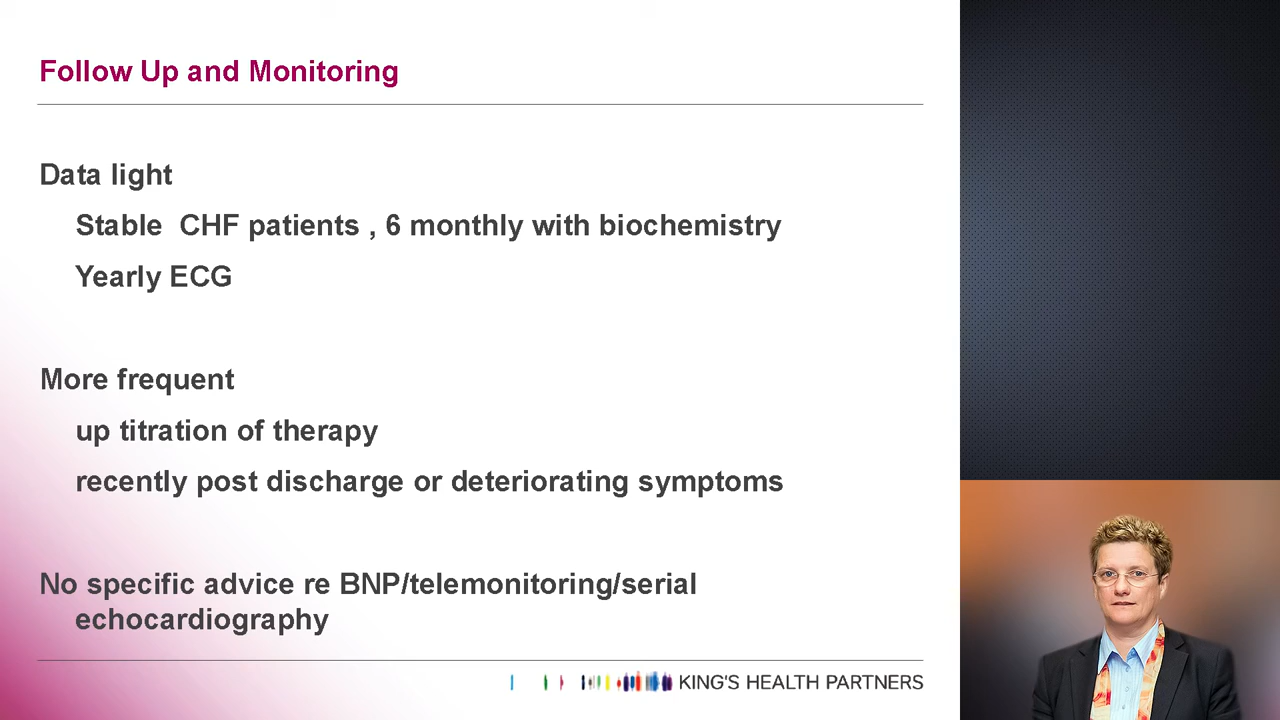 Follow Up and Monitoring
Data light
Stable CHF patients , 6 monthly with biochemistry
Yearly ECG
More frequent
up titration of therapy
recently post discharge or deteriorating symptoms
No specific advice re BNP/telemonitoring/serial
echocardiography
KING'S HEALTH PARTNERS